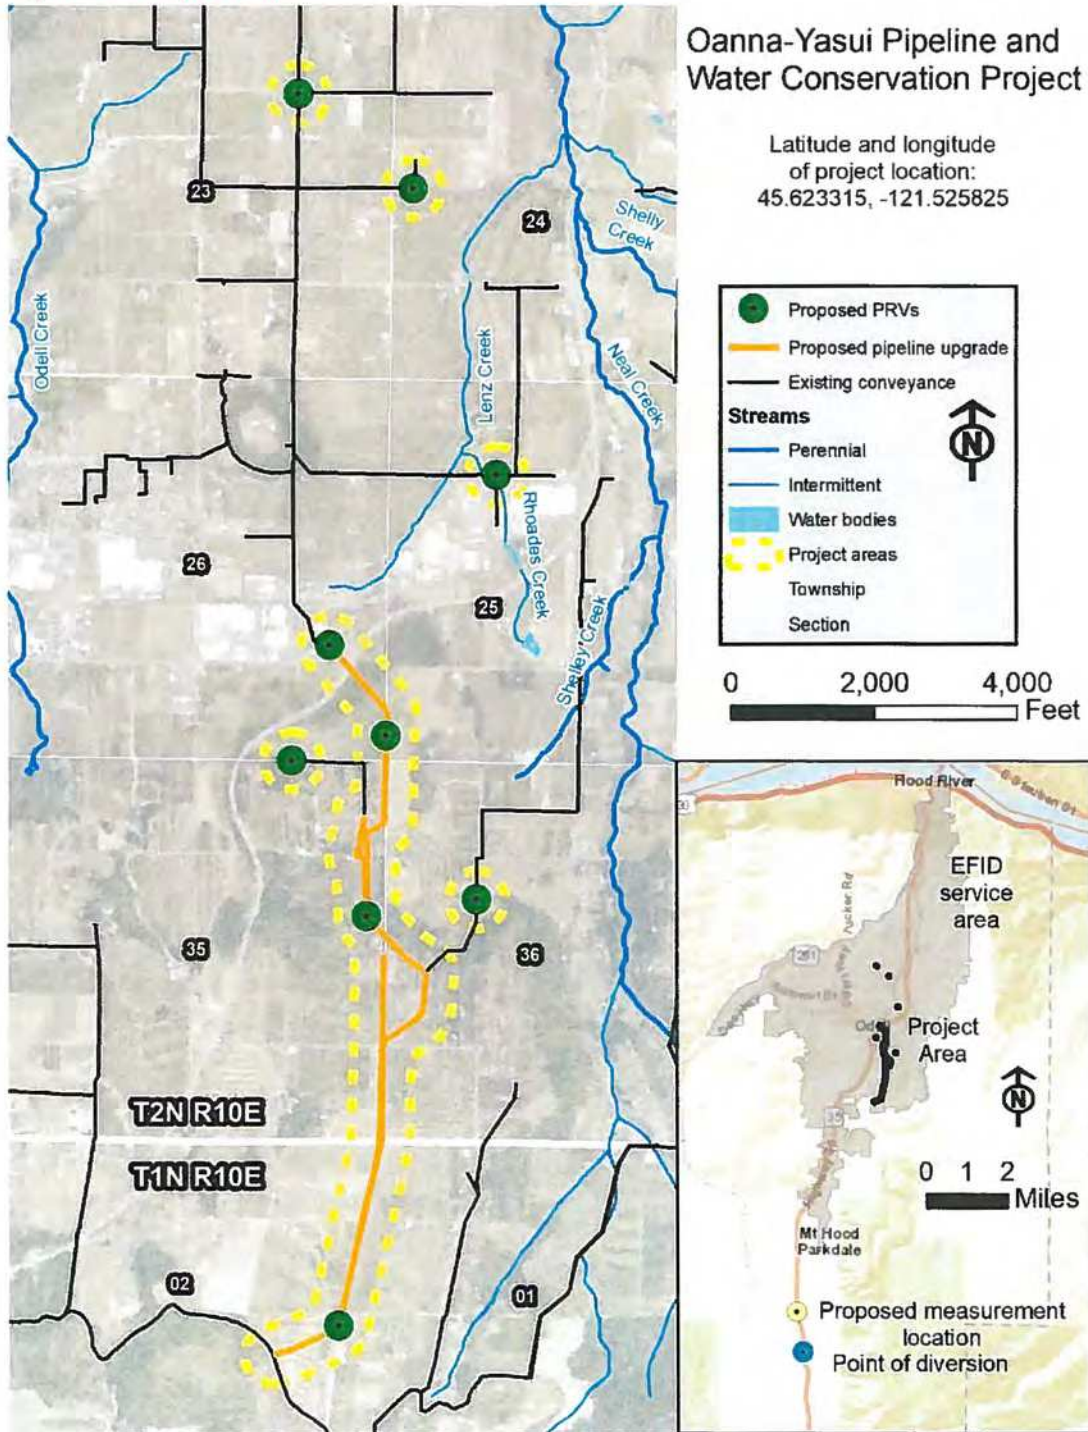 Oanna-Yasui Pipeline and
Water Conservation Project
Latitude and longitude
of project location:
45.623315, -121.525825
23
24
Shelly
Creek
Odell Creek
Lenz Creek
Neal Creek
Proposed PRVs
Proposed pipeline upgrade
Existing conveyance
Streams
N
Perennial
Intermittent
Water bodies
Project areas
Township
Section
Rhoades Creek
26
25
Shelley Creek
0 2,000 4,000
Feet
35
36
T2N R10E
T1N R10E
02
01
EFID
service
area
Tucker Rd
281
Project
Area
35
N
0 1 2
Miles
Mt Hood
Parkdale
Proposed measurement
location
Point of diversion